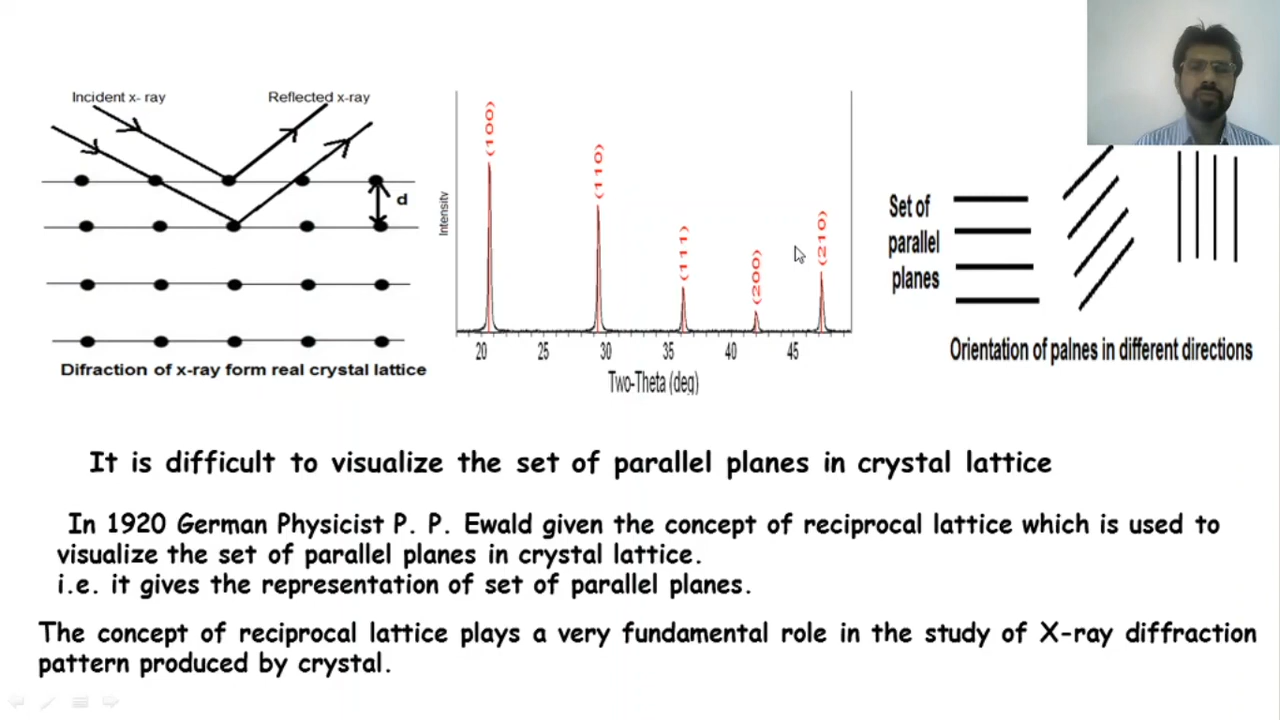 Incident x- ray
Reflected x-ray
d
Difraction of x-ray form real crystal lattice
Intensity
(100)
(110)
(111)
(200)
(210)
20 25 30 35 40 45
Two-Theta (deg)
Set of
parallel
planes
Orientation of palnes in different directions
It is difficult to visualize the set of parallel planes in crystal lattice
In 1920 German Physicist P. P. Ewald given the concept of reciprocal lattice which is used to
visualize the set of parallel planes in crystal lattice.
i.e. it gives the representation of set of parallel planes.
The concept of reciprocal lattice plays a very fundamental role in the study of X-ray diffraction
pattern produced by crystal.